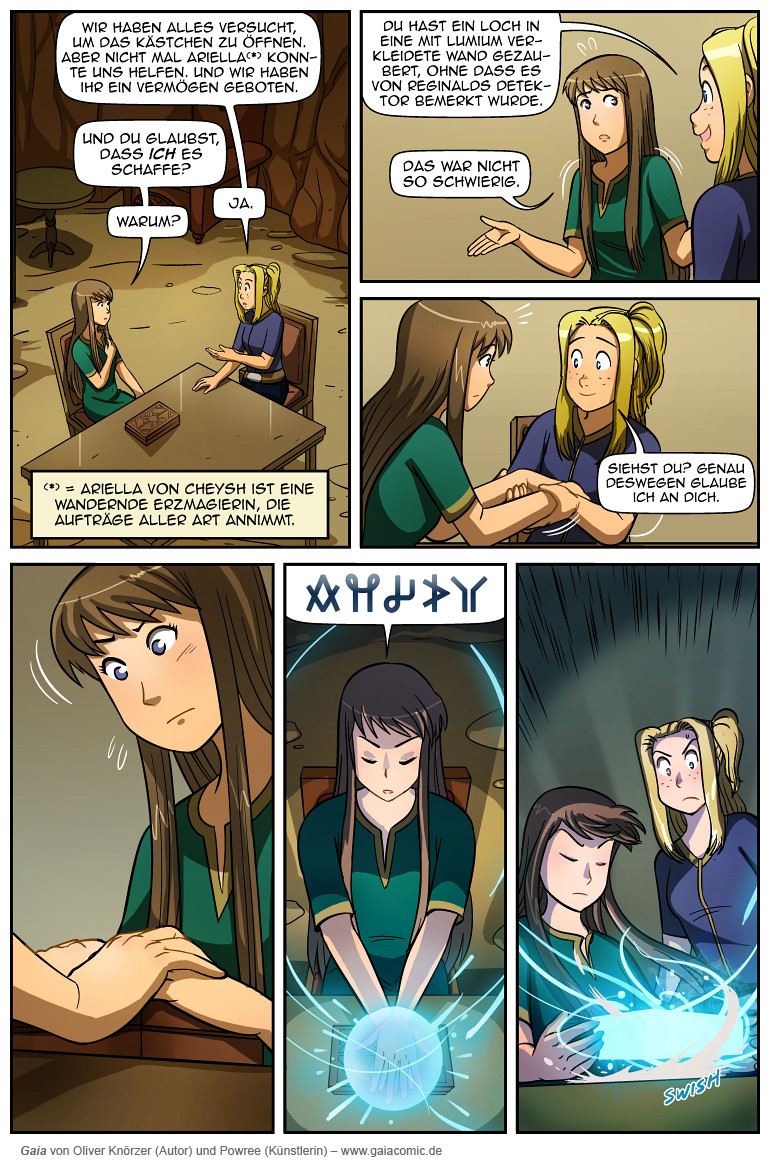 WIR HABEN ALLES VERSUCHT,
UM DAS KÄSTCHEN ZU ÖFFNEN.
ABER NICHT MAL ARIELLA(*) KONN-
TE UNS HELFEN. UND WIR HABEN
IHR EIN VERMÖGEN GEBOTEN.
UND DU GLAUBST,
DASS ICH ES
SCHAFFE?
WARUM?
JA.
(*) = ARIELLA VON CHEYSH IST EINE
WANDERNDE ERZMAGIERIN, DIE
AUFTRÄGE ALLER ART ANNIMMT.
DU HAST EIN LOCH IN
EINE MIT LUMIUM VER-
KLEIDETE WAND GEZAU-
BERT, OHNE DASS ES
VON REGINALDS DETEK-
TOR BEMERKT WURDE.
DAS WAR NICHT
SO SCHWIERIG.
SIEHST DU? GENAU
DESWEGEN GLAUBE
ICH AN DICH.
SWISH
Gaia von Oliver Knörzer (Autor) und Powree (Künstlerin) – www.gaiacomic.de